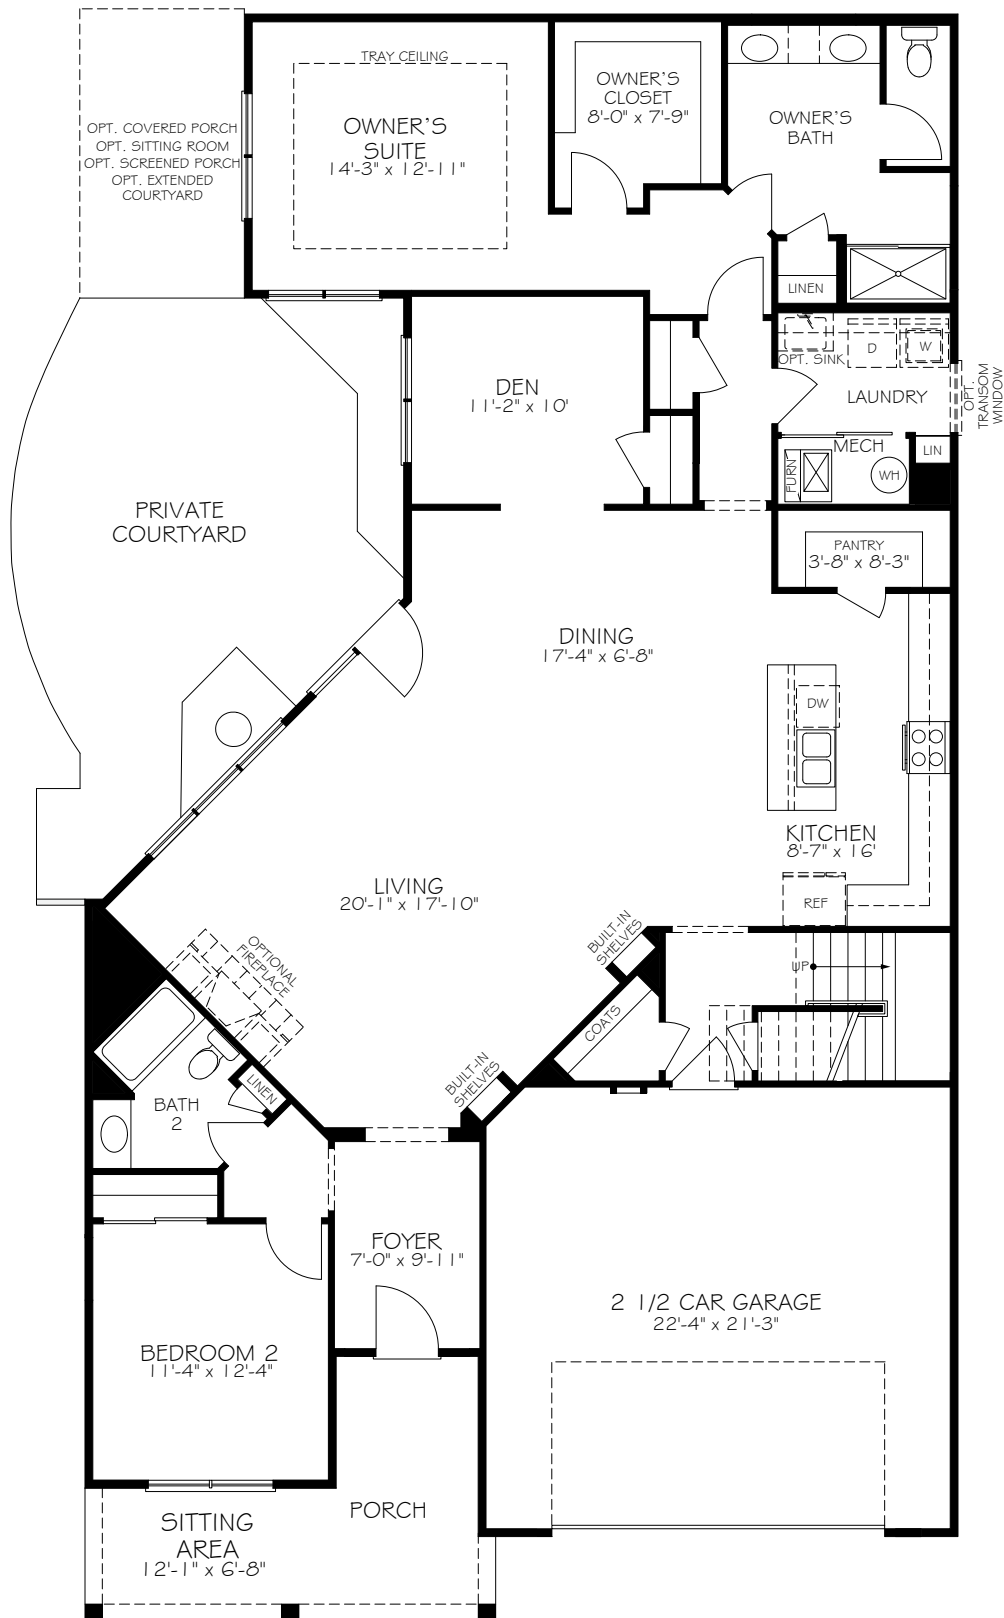 TRAY CEILING
OWNER'S
SUITE
14'-3" x 12'-11"
OWNER'S
CLOSET
8'-0" x 7'-9"
OWNER'S
BATH
OPT. COVERED PORCH
OPT. SITTING ROOM
OPT. SCREENED PORCH
OPT. EXTENDED
COURTYARD
LINEN
OPT. SINK
D
W
LAUNDRY
OPT.
TRANSOM
WINDOW
DEN
11'-2" x 10'
MECH
LIN
FURN
WH
PRIVATE
COURTYARD
PANTRY
3'-8" x 8'-3"
DINING
17'-4" x 6'-8"
DW
KITCHEN
8'-7" x 16'
LIVING
20'-1" x 17'-10"
REF
BUILT-IN
SHELVES
OPTIONAL
FIREPLACE
UP
COATS
BUILT-IN
SHELVES
LINEN
BATH
2
FOYER
7'-0" x 9'-11"
2 1/2 CAR GARAGE
22'-4" x 21'-3"
BEDROOM 2
11'-4" x 12'-4"
PORCH
SITTING
AREA
12'-1" x 6'-8"